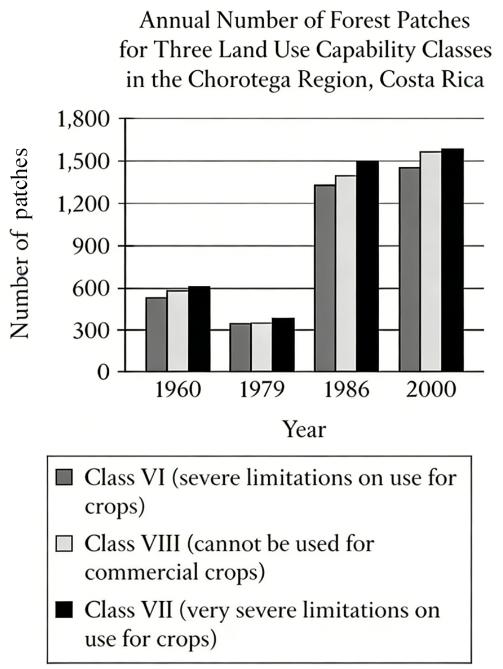 Annual Number of Forest Patches
for Three Land Use Capability Classes
in the Chorotega Region, Costa Rica
Number of patches
1,800
1,500
1,200
900
600
300
0
1960 1979 1986 2000
Year
Class VI (severe limitations on use for
crops)
Class VIII (cannot be used for
commercial crops)
Class VII (very severe limitations on
use for crops)